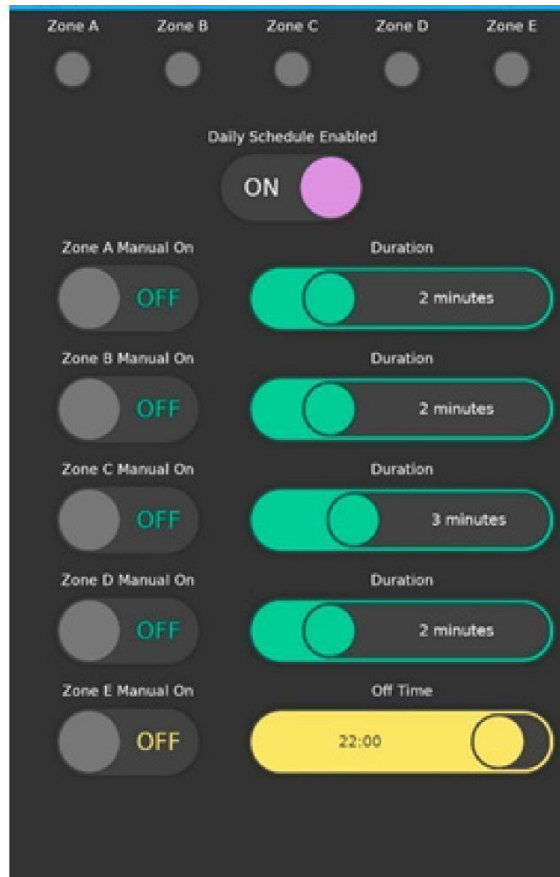 Zone A Zone B Zone C Zone D Zone E
Daily Schedule Enabled
ON
Zone A Manual On Duration
OFF 2 minutes
Zone B Manual On Duration
OFF 2 minutes
Zone C Manual On Duration
OFF 3 minutes
Zone D Manual On Duration
OFF 2 minutes
Zone E Manual On Off Time
OFF 22:00